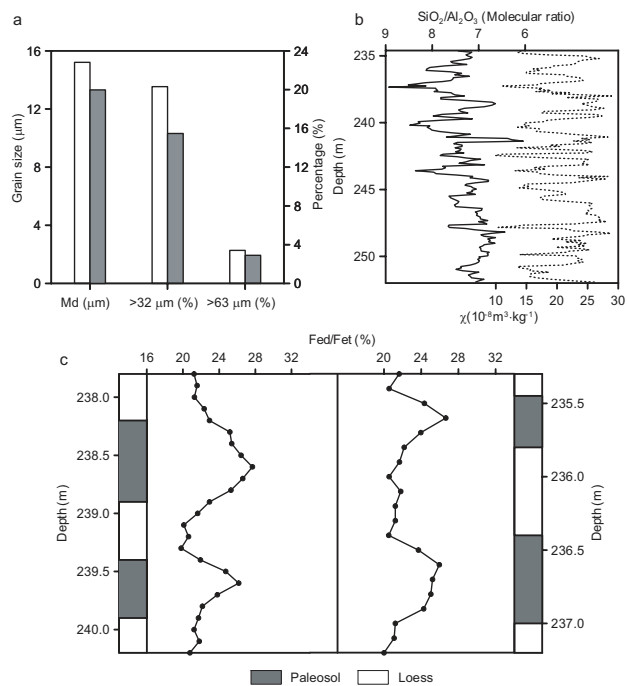 a
16
12
8
4
0
Grain size (μm)
24
20
16
12
8
4
0
Percentage (%)
Md (μm) >32 μm (%) >63 μm (%)
b
SiO2/Al2O3 (Molecular ratio)
9 8 7 6
235
240
245
250
Depth (m)
10 15 20 25 30
χ(10-8m3·kg-1)
c
Fed/Fet (%)
16 20 24 28 32 20 24 28 32
238.0
238.5
239.0
239.5
240.0
Depth (m)
235.5
236.0
236.5
237.0
Depth (m)
Paleosol Loess